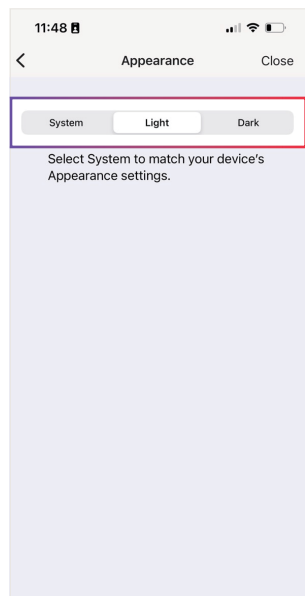 11:48
Appearance Close
System Light Dark
Select System to match your device's
Appearance settings.